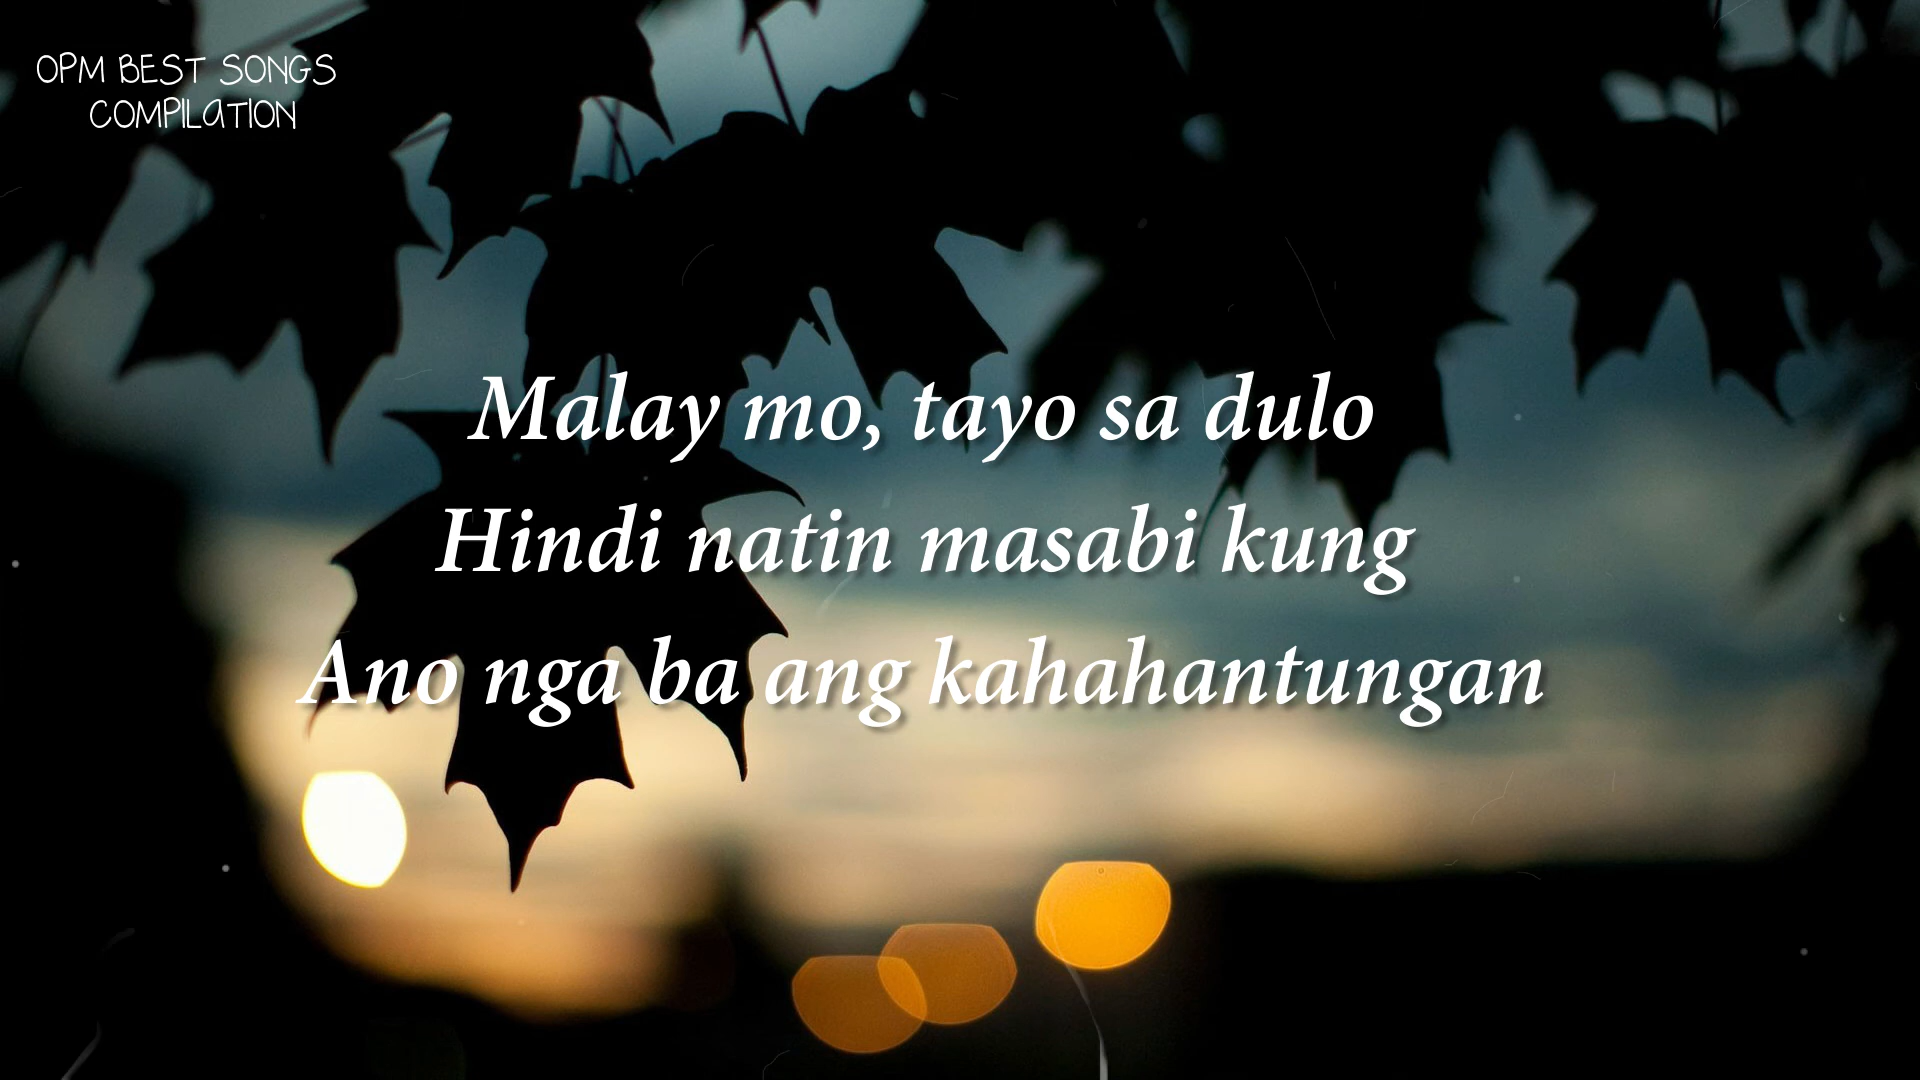 OPM BEST SONGS
COMPILATION
Malay mo, tayo sa dulo
Hindi natin masabi kung
Ano nga ba ang kahahantungan